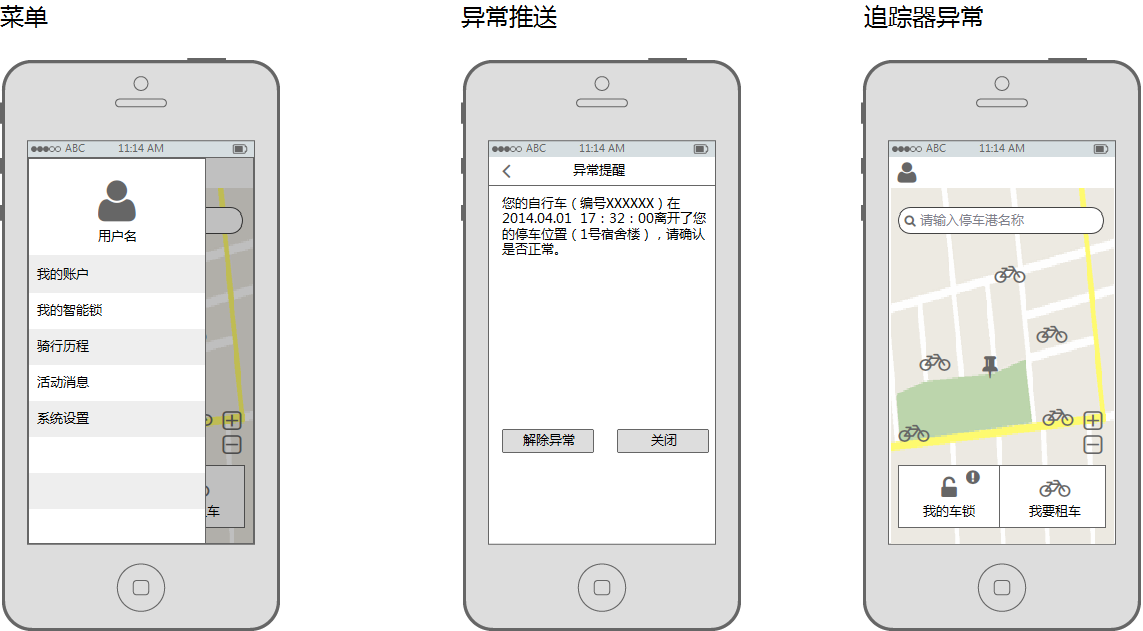 菜单
异常推送
追踪器异常
ABC 11:14 AM
用户名
我的账户
我的智能锁
骑行历程
活动消息
系统设置
车
ABC 11:14 AM
异常提醒
您的自行车（编号XXXXXX）在
2014.04.01 17：32：00离开了您
的停车位置（1号宿舍楼），请确认
是否正常。
解除异常
关闭
ABC 11:14 AM
请输入停车港名称
我的车锁
我要租车